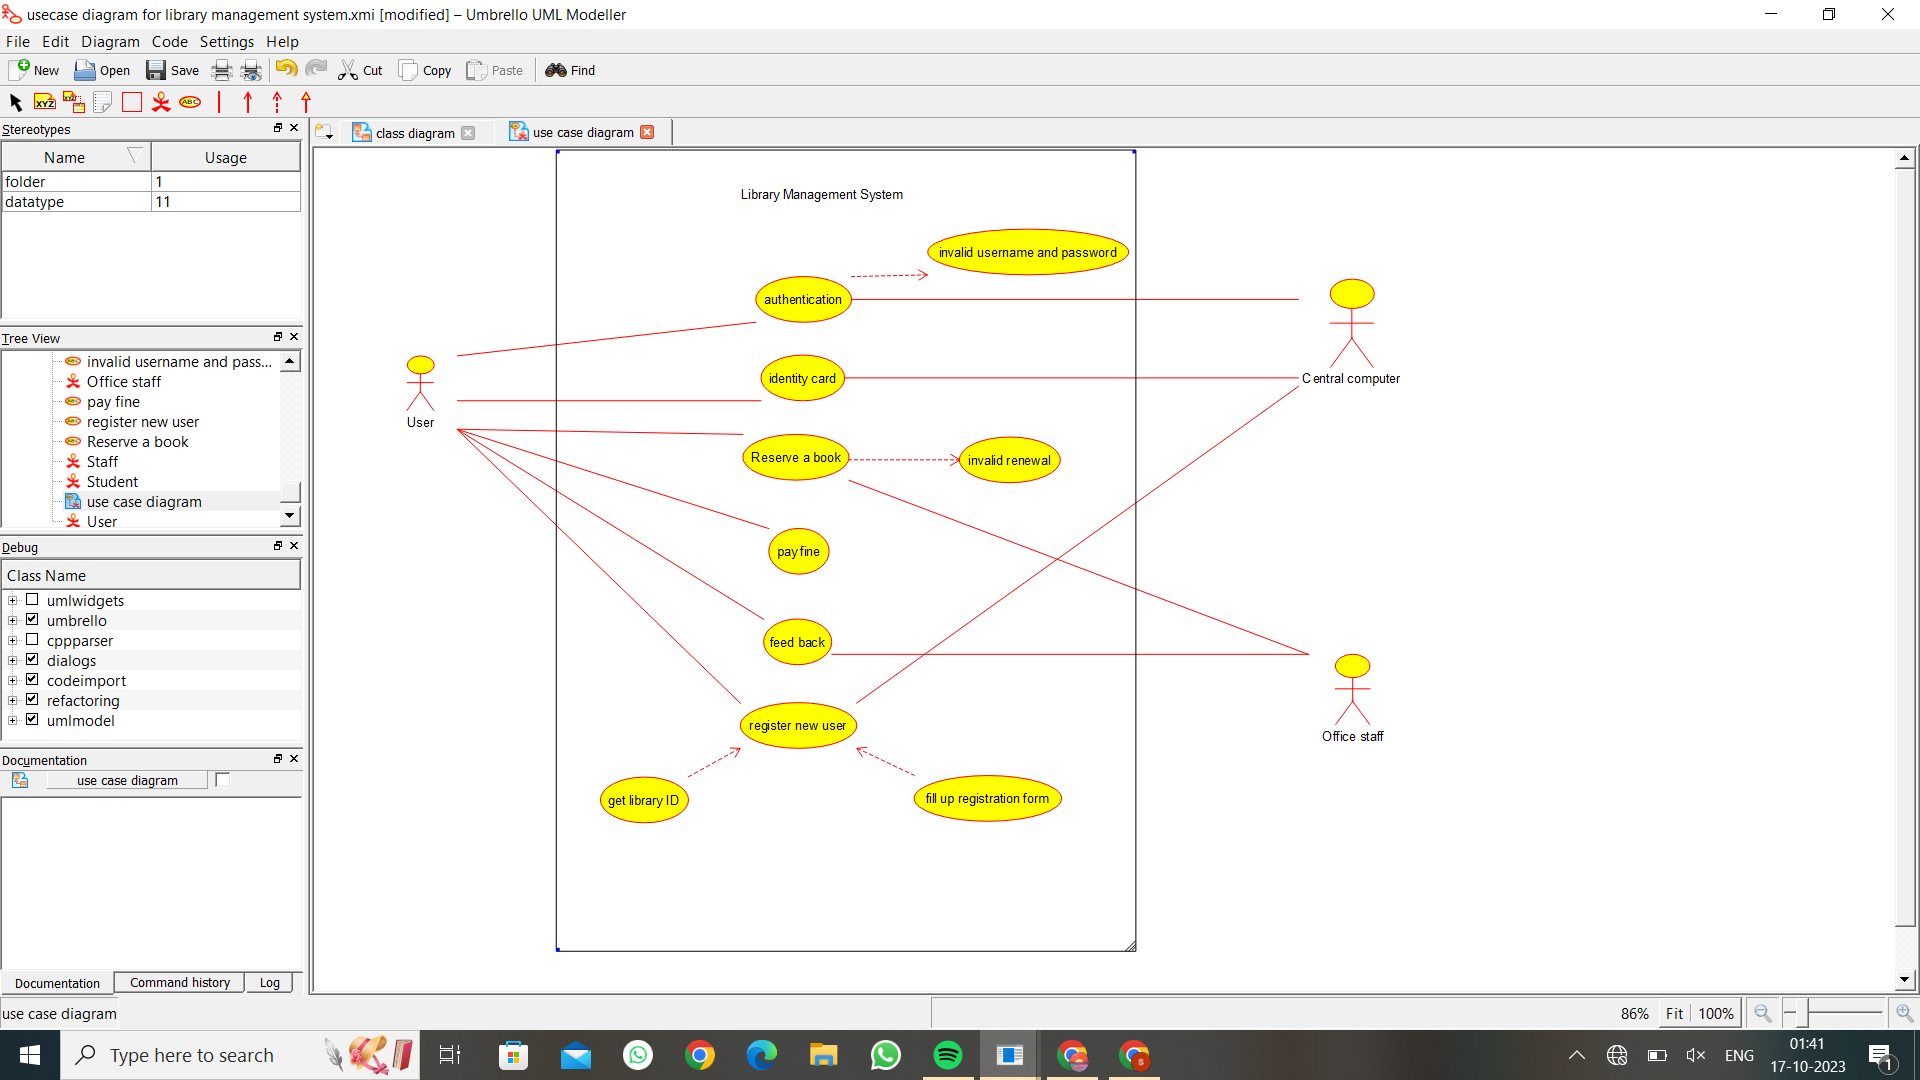 usecase diagram for library management system.xmi [modified] – Umbrello UML Modeller
File Edit Diagram Code Settings Help
New Open Save Cut Copy Paste Find
XYZ XYZ ABC
Stereotypes
class diagram
use case diagram
Name Usage
folder 1
datatype 11
Tree View
invalid username and pass...
Office staff
pay fine
register new user
Reserve a book
Staff
Student
use case diagram
User
Debug
Class Name
umlwidgets
umbrello
cppparser
dialogs
codeimport
refactoring
umlmodel
Documentation
use case diagram
Documentation Command history Log
Library Management System
invalid username and password
authentication
identity card
Central computer
User
Reserve a book
invalid renewal
pay fine
feed back
register new user
Office staff
get library ID
fill up registration form
use case diagram
86% Fit 100%
Type here to search
ENG
01:41
17-10-2023
1